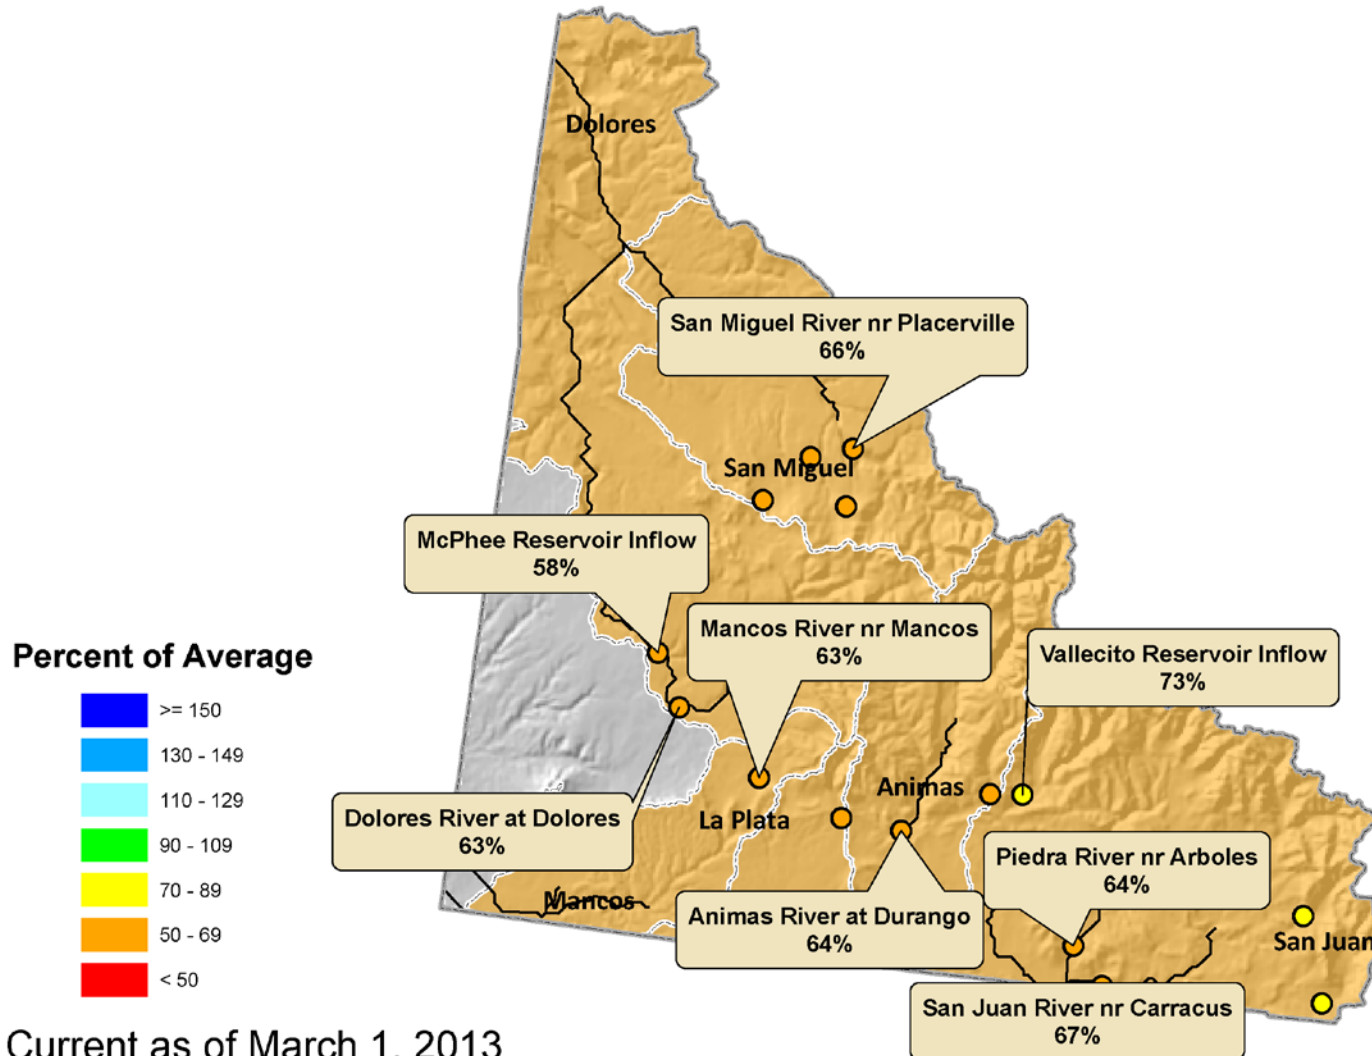 Dolores
San Miguel River nr Placerville
66%
San Miguel
McPhee Reservoir Inflow
58%
Mancos River nr Mancos
63%
Vallecito Reservoir Inflow
73%
Percent of Average
>= 150
130 - 149
110 - 129
90 - 109
70 - 89
50 - 69
< 50
Dolores River at Dolores
63%
La Plata
Animas
Piedra River nr Arboles
64%
Mancos
Animas River at Durango
64%
San Juan
San Juan River nr Carracus
67%
Current as of March 1, 2013